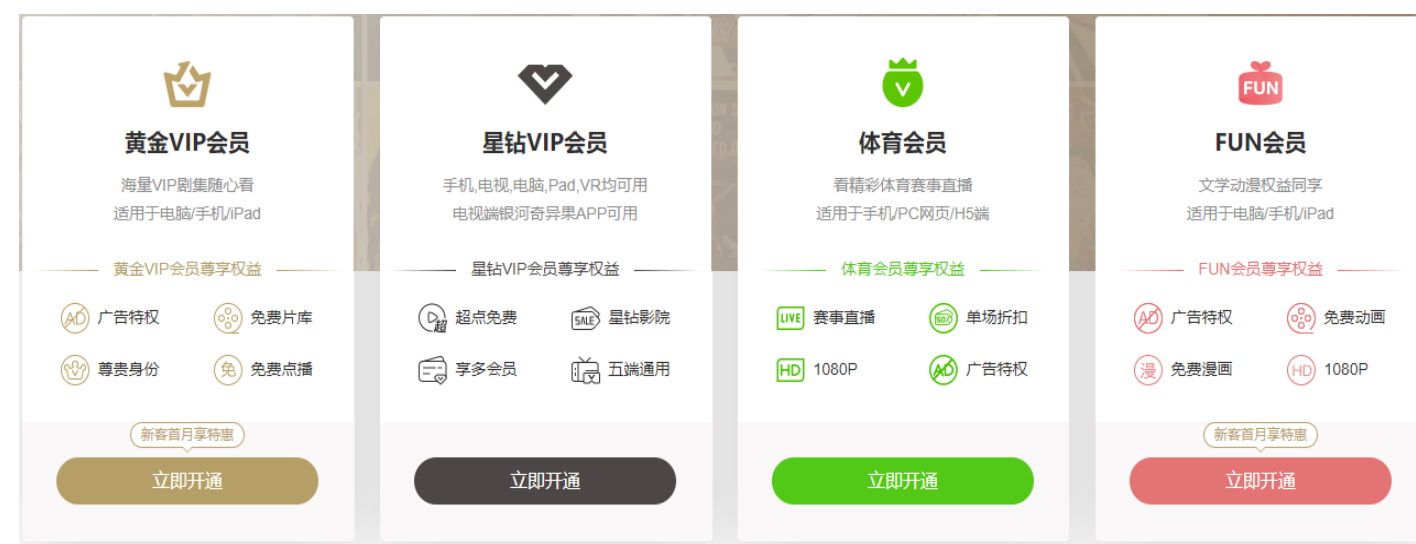 FUN
黄金VIP会员
海星VIP剧集随心看
适用于电脑/手机/iPad
黄金VIP会员尊享权益
AD 广告特权
免费片库
尊贵身份
免 免费点播
新客首月享特惠
立即开通
星钻VIP会员
手机,电视,电脑,Pad,VR均可用
电视端银河奇异果APP可用
星钻VIP会员尊享权益
超 超点免费
SALE 星钻影院
享多会员
五端通用
立即开通
V
体育会员
看精彩体育赛事直播
适用于手机/PC网页/H5端
体育会员尊享权益
LIVE 赛事直播
单场折扣
HD 1080P
AD 广告特权
立即开通
FUN会员
文学动漫权益同享
适用于电脑/手机/iPad
FUN会员尊享权益
AD 广告特权
免费动画
漫 免费漫画
HD 1080P
新客首月享特惠
立即开通